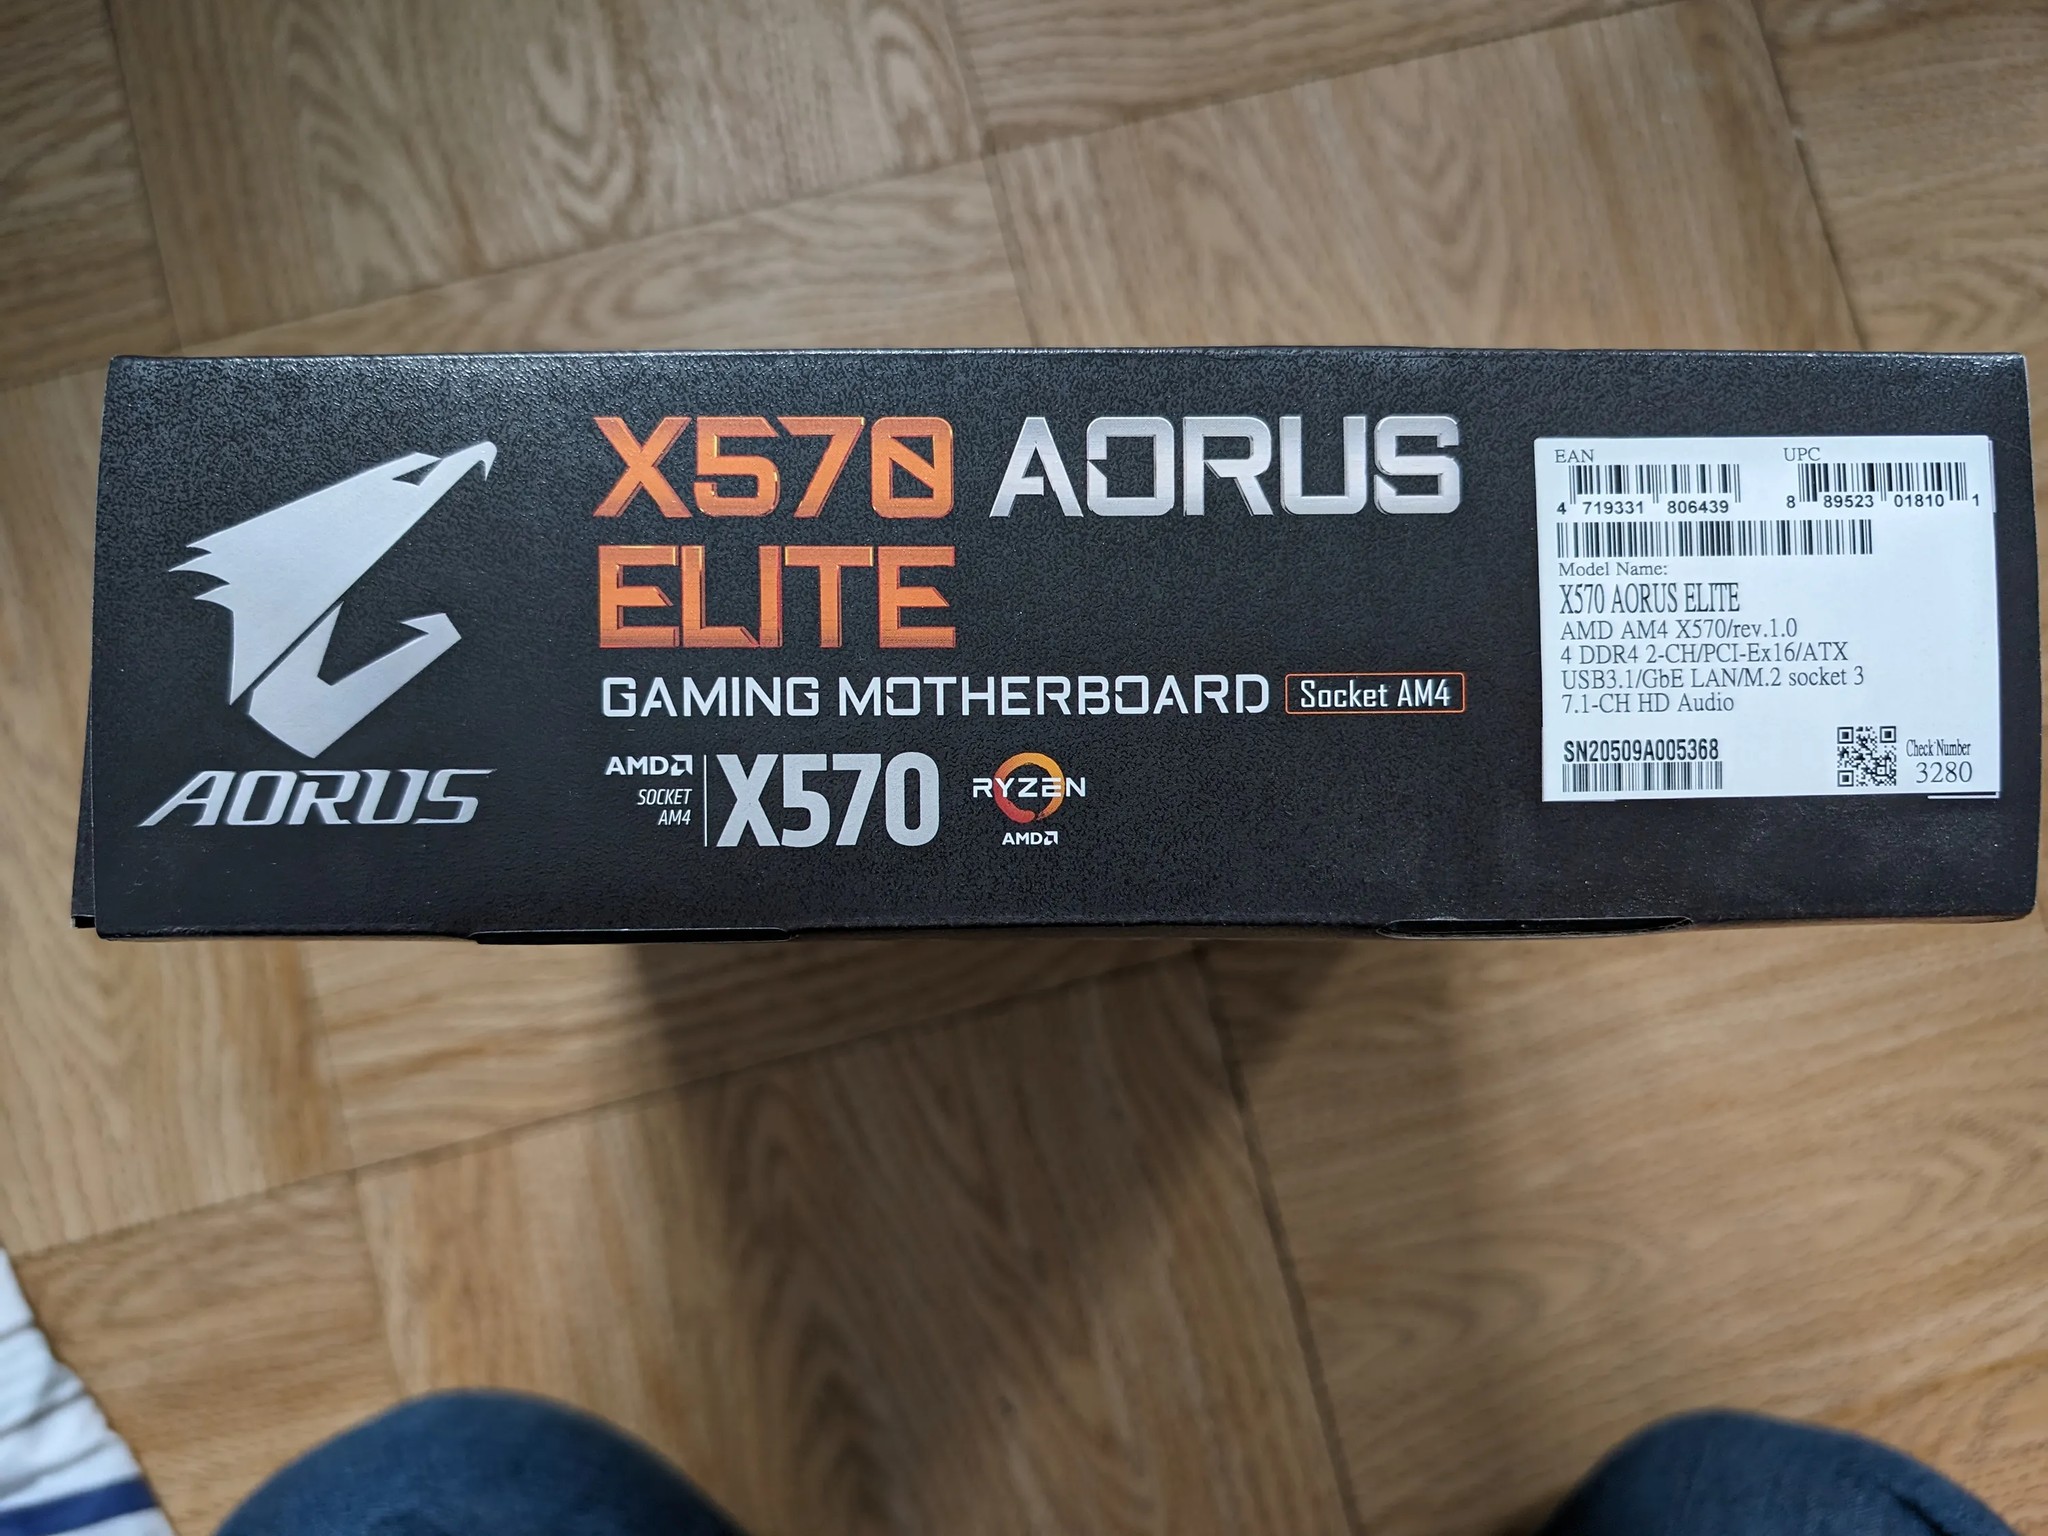 AORUS
X570 AORUS
ELITE
GAMING MOTHERBOARD Socket AM4
AMD
SOCKET
AM4
X570
RYZEN
AMD
EAN UPC
4 719331 806439 8 89523 01810 1
Model Name:
X570 AORUS ELITE
AMD AM4 X570/rev.1.0
4 DDR4 2-CH/PCI-Ex16/ATX
USB3.1/GbE LAN/M.2 socket 3
7.1-CH HD Audio
SN20509A005368
Check Number
3280